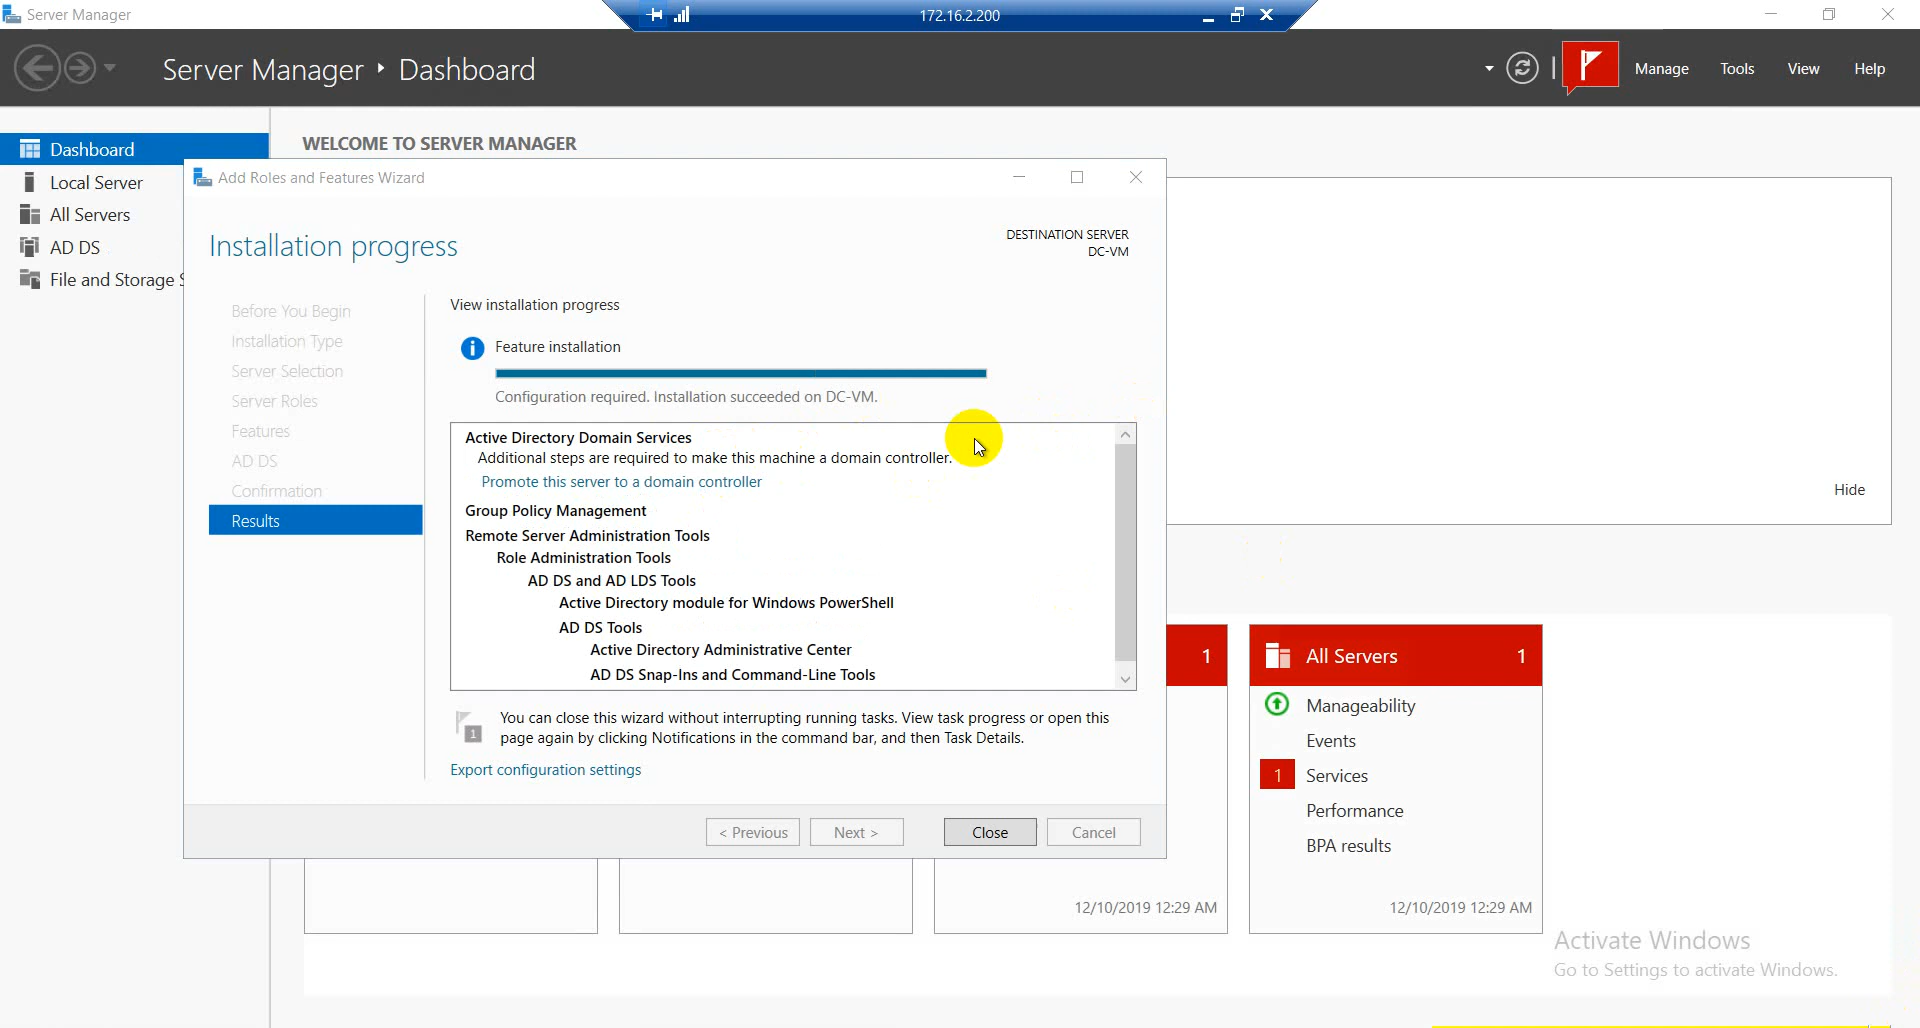 Server Manager
172.16.2.200
Server Manager
Dashboard
Manage
Tools
View
Help
Dashboard
Local Server
All Servers
AD DS
File and Storage S
WELCOME TO SERVER MANAGER
Add Roles and Features Wizard
Installation progress
DESTINATION SERVER
DC-VM
Before You Begin
Installation Type
Server Selection
Server Roles
Features
AD DS
Confirmation
Results
View installation progress
Feature installation
Configuration required. Installation succeeded on DC-VM.
Active Directory Domain Services
Additional steps are required to make this machine a domain controller.
Promote this server to a domain controller
Group Policy Management
Remote Server Administration Tools
Role Administration Tools
AD DS and AD LDS Tools
Active Directory module for Windows PowerShell
AD DS Tools
Active Directory Administrative Center
AD DS Snap-Ins and Command-Line Tools
1
You can close this wizard without interrupting running tasks. View task progress or open this
page again by clicking Notifications in the command bar, and then Task Details.
Export configuration settings
< Previous
Next >
Close
Cancel
Hide
1
12/10/2019 12:29 AM
All Servers 1
Manageability
Events
1 Services
Performance
BPA results
12/10/2019 12:29 AM
Activate Windows
Go to Settings to activate Windows.